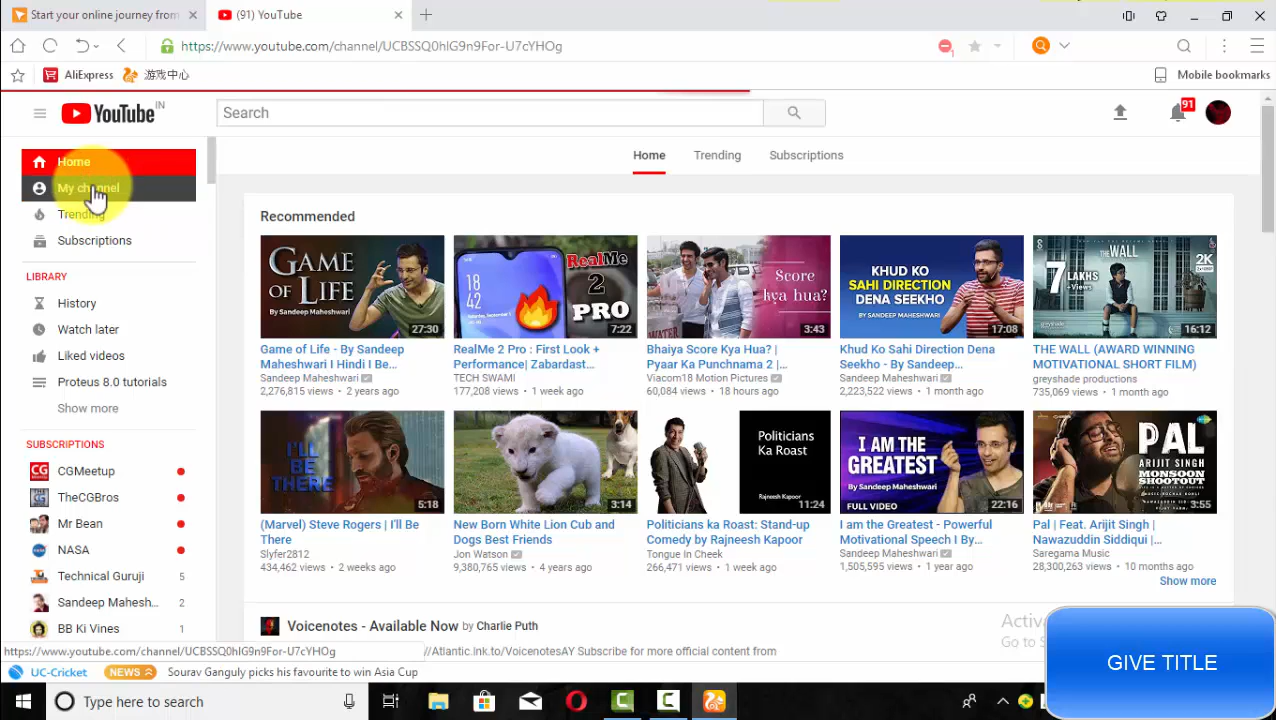 Start your online journey from
(91) YouTube
https://www.youtube.com/channel/UCBSSQ0hlG9n9For-U7cYHOg
1
AliExpress
游戏中心
Mobile bookmarks
YouTube IN
Search
91
Home
My channel
Trending
Subscriptions
LIBRARY
History
Watch later
Liked videos
Proteus 8.0 tutorials
Show more
SUBSCRIPTIONS
CGMeetup
TheCGBros
Mr Bean
NASA
Technical Guruji 5
Sandeep Mahesh... 2
BB Ki Vines 1
Home Trending Subscriptions
Recommended
GAME OF LIFE
By Sandeep Maheshwari
27:30
Game of Life - By Sandeep
Maheshwari I Hindi I Be...
Sandeep Maheshwari
2,276,815 views • 2 years ago
18
42
RealMe
2
PRO
7:22
RealMe 2 Pro : First Look +
Performance| Zabardast...
TECH SWAMI
177,208 views • 1 week ago
Score
kya hua?
WATER
3:43
Bhaiya Score Kya Hua? |
Pyaar Ka Punchnama 2 |...
Viacom18 Motion Pictures
60,084 views • 18 hours ago
KHUD KO
SAHI DIRECTION
DENA SEEKHO
By Sandeep Maheshwari
17:08
Khud Ko Sahi Direction Dena
Seekho - By Sandeep...
Sandeep Maheshwari
2,223,522 views • 1 month ago
THE WALL
7 LAKHS
+Views
2K
greyshade
16:12
THE WALL (AWARD WINNING
MOTIVATIONAL SHORT FILM)
greyshade productions
735,069 views • 1 month ago
I'LL
BE
THERE
5:18
(Marvel) Steve Rogers | I'll Be
There
Slyfer2812
434,462 views • 2 weeks ago
3:14
New Born White Lion Cub and
Dogs Best Friends
Jon Watson
9,380,765 views • 4 years ago
Politicians
Ka Roast
Rajneesh Kapoor
11:24
Politicians ka Roast: Stand-up
Comedy by Rajneesh Kapoor
Tongue In Cheek
266,471 views • 1 week ago
I AM THE
GREATEST
By Sandeep Maheshwari
FULL VIDEO
22:16
I am the Greatest - Powerful
Motivational Speech I By...
Sandeep Maheshwari
1,505,595 views • 1 year ago
PAL
ARIJIT SINGH
MONSOON
SHOOTOUT
3:55
Pal | Feat. Arijit Singh |
Nawazuddin Siddiqui |...
Saregama Music
28,300,263 views • 10 months ago
Show more
Voicenotes - Available Now by Charlie Puth
//Atlantic.lnk.to/VoicenotesAY Subscribe for more official content from
https://www.youtube.com/channel/UCBSSQ0hlG9n9For-U7cYHOg
Activ
Go to S
GIVE TITLE
UC-Cricket
NEWS
Sourav Ganguly picks his favourite to win Asia Cup
Type here to search